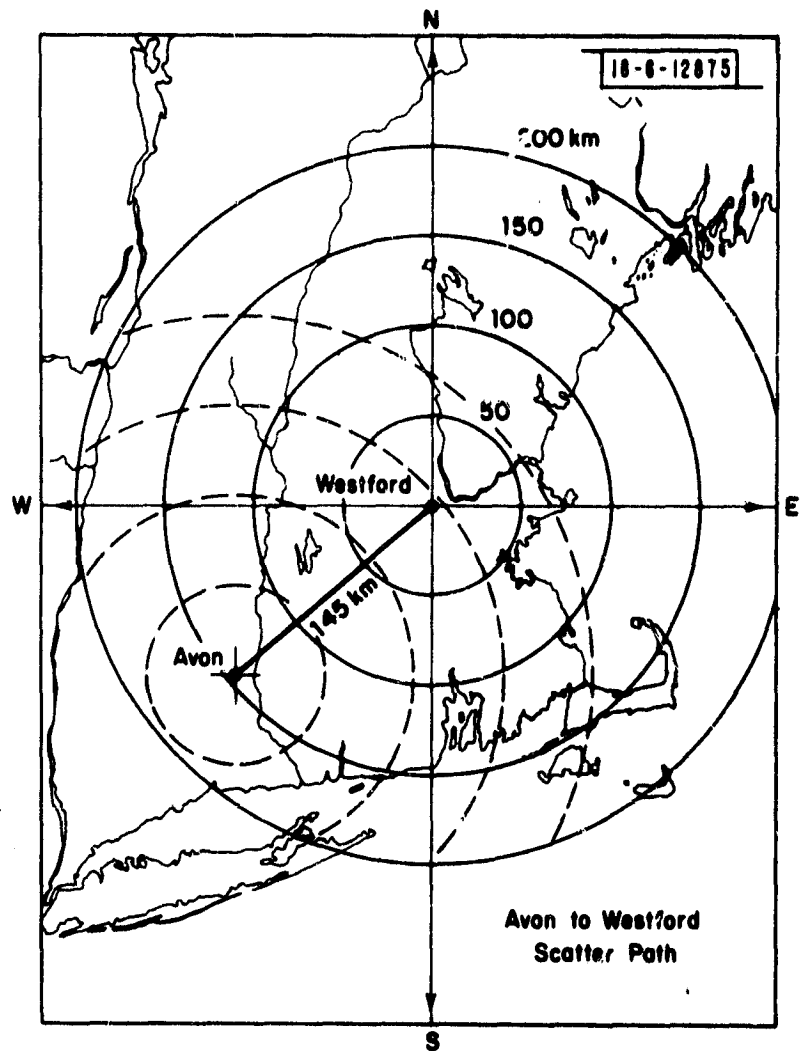 N
18-6-12875
200 km
150
100
50
Westford
W
E
145 km
Avon
Avon to Westford
Scatter Path
S